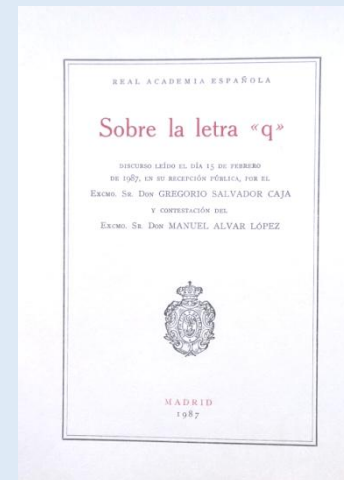 REAL ACADEMIA ESPAÑOLA
Sobre la letra «q»
DISCURSO LEÍDO EL DÍA 15 DE FEBRERO
DE 1987, EN SU RECEPCIÓN PÚBLICA, POR EL
EXCMO. SR. DON GREGORIO SALVADOR CAJA
Y CONTESTACIÓN DEL
EXCMO. SR. DON MANUEL ALVAR LÓPEZ
MADRID
1987